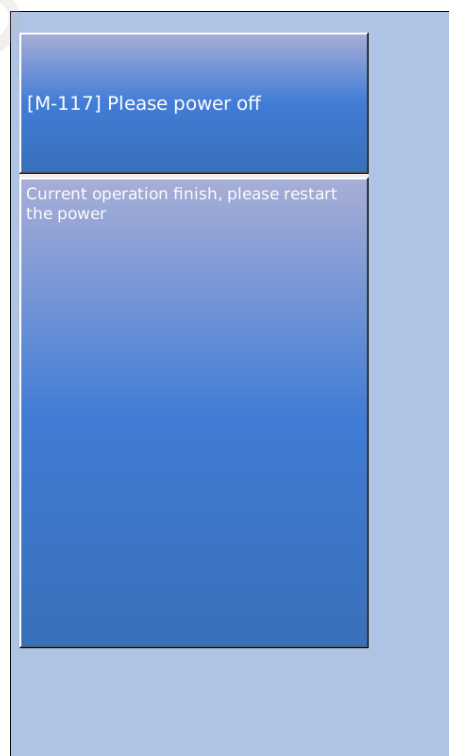 [M-117] Please power off
Current operation finish, please restart
the power